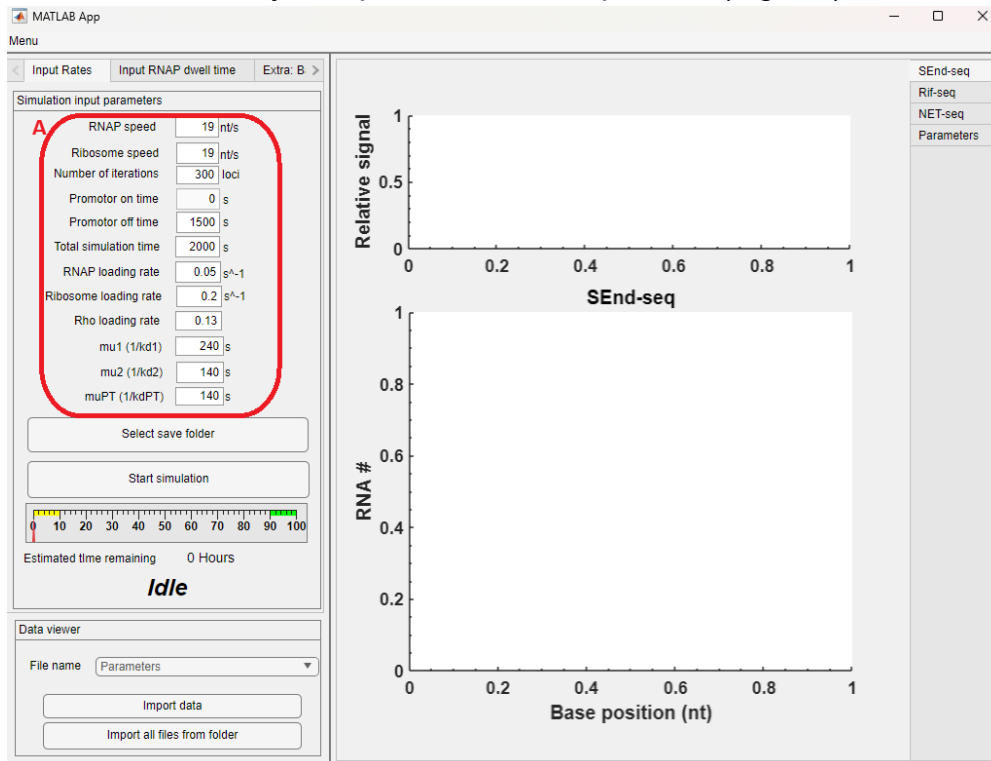 MATLAB App
Menu
Input Rates Input RNAP dwell time Extra: B
Simulation input parameters
A
RNAP speed 19 nt/s
Ribosome speed 19 nt/s
Number of itrerations 300 loci
Promotor on time 0 s
Promotor off time 1500 s
Total simulation time 2000 s
RNAP loading rate 0.05 s^-1
Ribosome loading rate 0.2 s^-1
Rho loading rate 0.13
mu1 (1/kd1) 240 s
mu2 (1/kd2) 140 s
muPT (1/kdPT) 140 s
Select save folder
Start simulation
0 10 20 30 40 50 60 70 80 90 100
Estimated tIme remaining 0 Hours
Idle
Data viewer
File name Parameters
Import data
Import all files from folder
Relative signal
1
0.5
0
0 0.2 0.4 0.6 0.8 1
SEnd-seq
RNA #
1
0.8
0.6
0.4
0.2
0
0 0.2 0.4 0.6 0.8 1
Base position (nt)
SEnd-seq
Rif-seq
NET-seq
Parameters